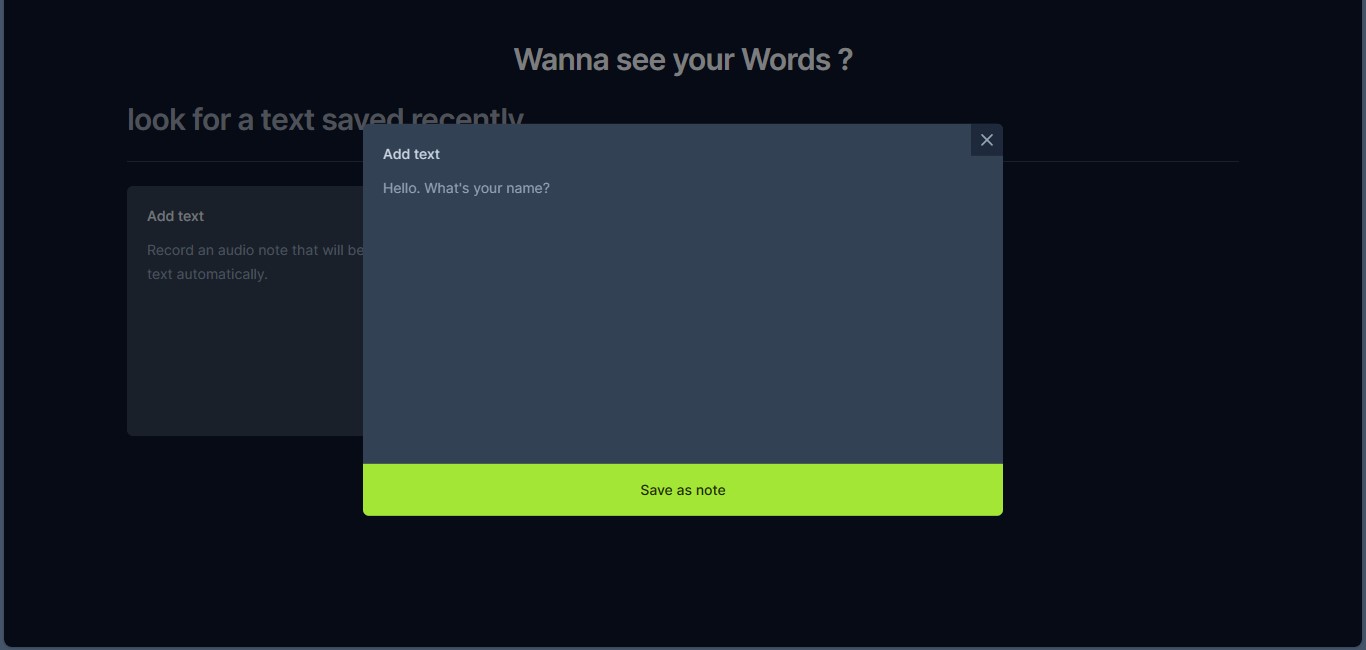 Wanna see your Words ?
look for a text saved recently
Add text
Hello. What's your name?
Add text
Record an audio note that will be
text automatically.
Save as note